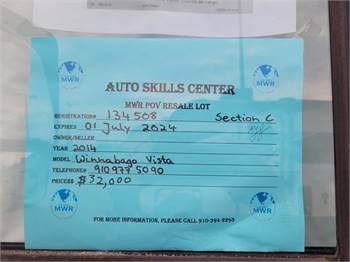 AUTO SKILLS CENTER
MWR POV RESALE LOT
REGISTRATION# 134508 Section C
EXPIRES 01 July 2024
OWNER/SELLER
YEAR 2014
MODEL Winnabago Vista
TELEPHONE# 910 977 5090
PRICE$$ $32,000
FOR MORE INFORMATION, PLEASE CALL 910-394-2293
MWR
MWR
MWR
MWR